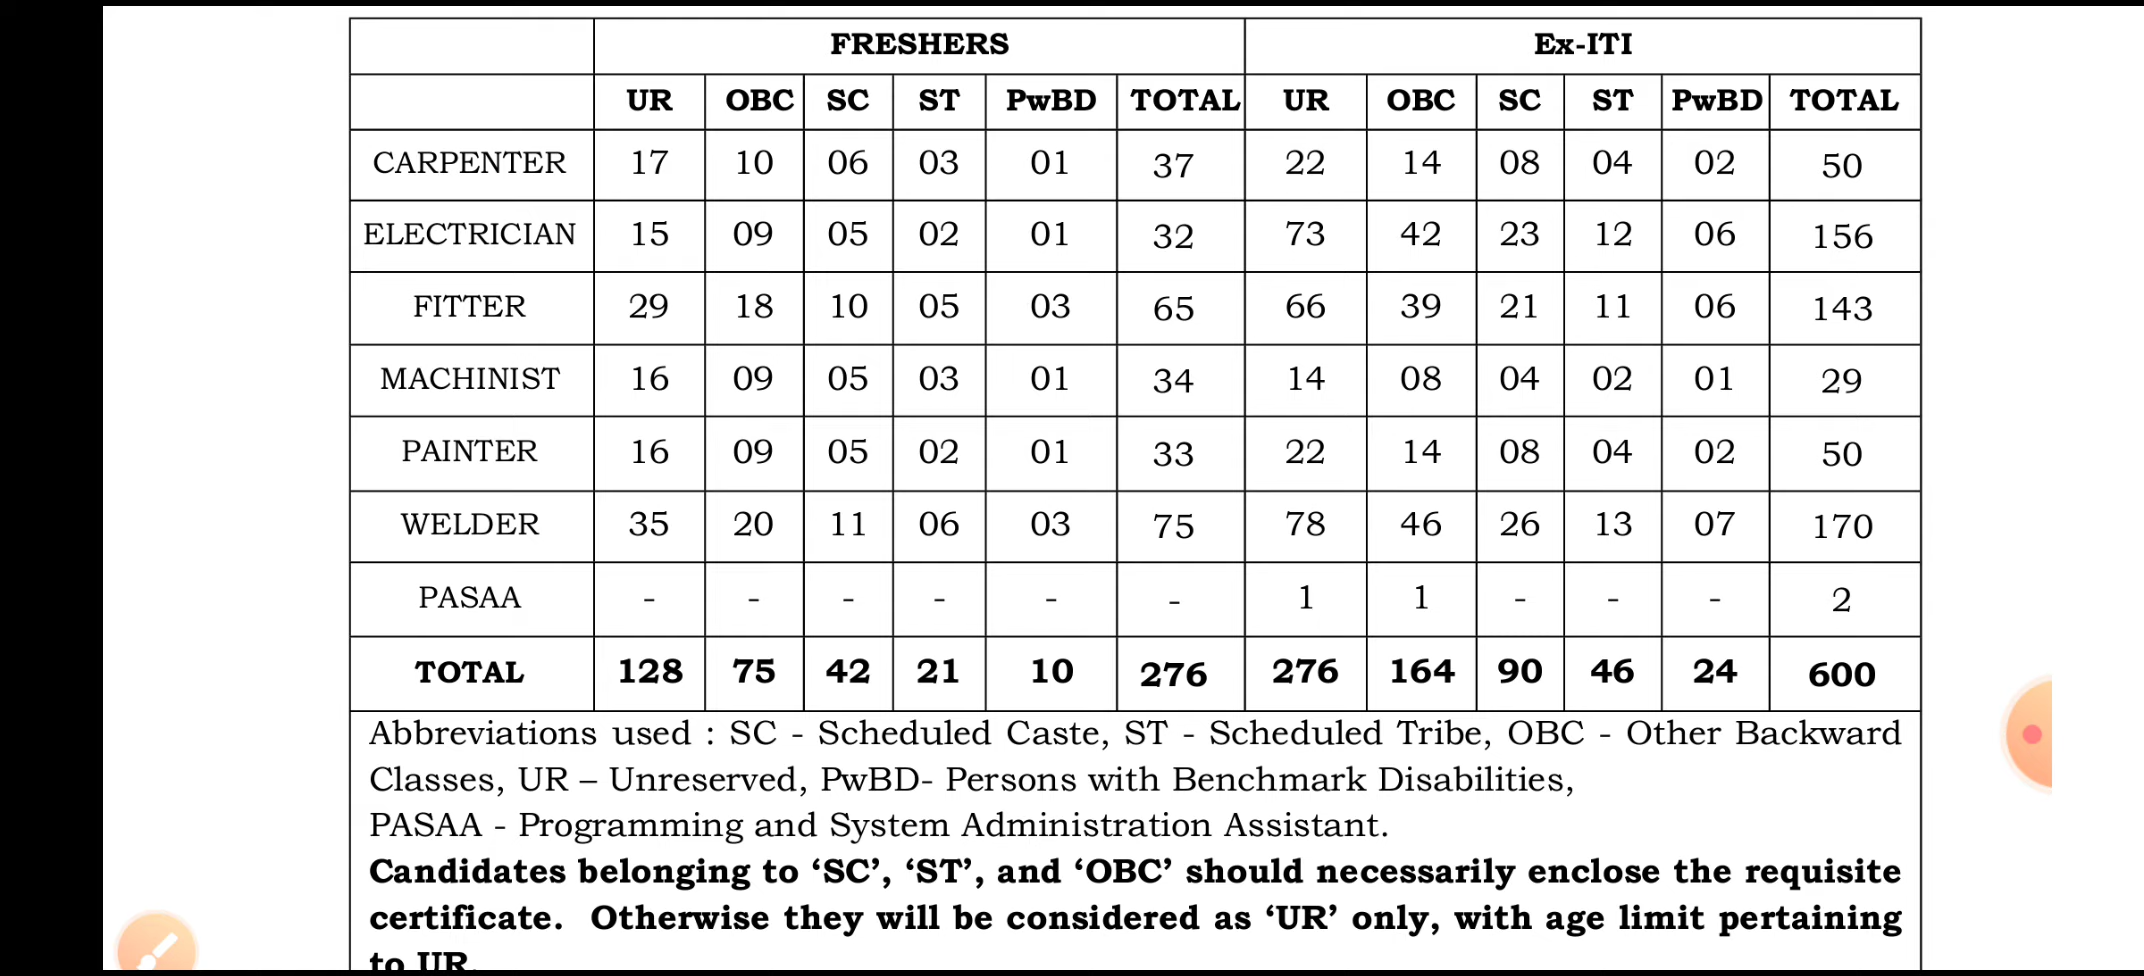 FRESHERS Ex-ITI
UR OBC SC ST PwBD TOTAL UR OBC SC ST PwBD TOTAL
CARPENTER 17 10 06 03 01 37 22 14 08 04 02 50
ELECTRICIAN 15 09 05 02 01 32 73 42 23 12 06 156
FITTER 29 18 10 05 03 65 66 39 21 11 06 143
MACHINIST 16 09 05 03 01 34 14 08 04 02 01 29
PAINTER 16 09 05 02 01 33 22 14 08 04 02 50
WELDER 35 20 11 06 03 75 78 46 26 13 07 170
PASAA - - - - - - 1 1 - - - 2
TOTAL 128 75 42 21 10 276 276 164 90 46 24 600
Abbreviations used : SC - Scheduled Caste, ST - Scheduled Tribe, OBC - Other Backward
Classes, UR – Unreserved, PwBD- Persons with Benchmark Disabilities,
PASAA - Programming and System Administration Assistant.
Candidates belonging to ‘SC’, ‘ST’, and ‘OBC’ should necessarily enclose the requisite
certificate. Otherwise they will be considered as ‘UR’ only, with age limit pertaining
to UR.